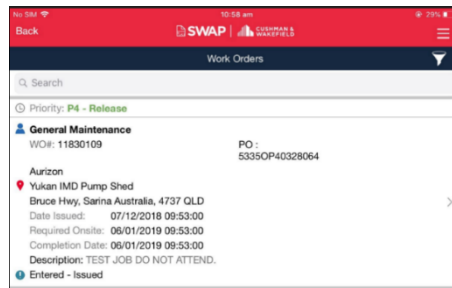 No SIM 10:58 am 29%
Back SWAP | CUSHMAN & WAKEFIELD
Work Orders
Search
Priority: P4 - Release
General Maintenance
WO#: 11830109 PO :
5335OP40328064
Aurizon
Yukan IMD Pump Shed
Bruce Hwy, Sarina Australia, 4737 QLD
Date Issued: 07/12/2018 09:53:00
Required Onsite: 06/01/2019 09:53:00
Completion Date: 06/01/2019 09:53:00
Description: TEST JOB DO NOT ATTEND.
Entered - Issued